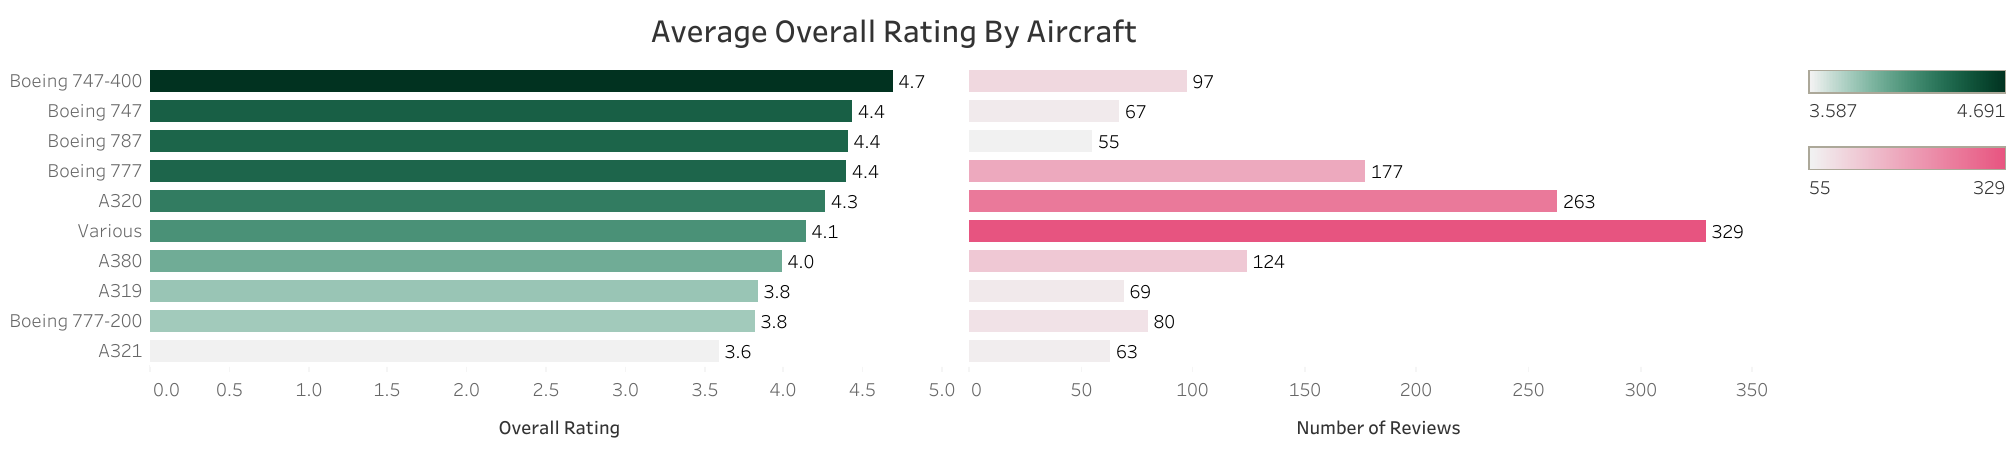 Average Overall Rating By Aircraft
Boeing 747-400 4.7 97
Boeing 747 4.4 67
Boeing 787 4.4 55
Boeing 777 4.4 177
A320 4.3 263
Various 4.1 329
A380 4.0 124
A319 3.8 69
Boeing 777-200 3.8 80
A321 3.6 63
0.0 0.5 1.0 1.5 2.0 2.5 3.0 3.5 4.0 4.5 5.0 0 50 100 150 200 250 300 350
Overall Rating Number of Reviews
3.587 4.691
55 329